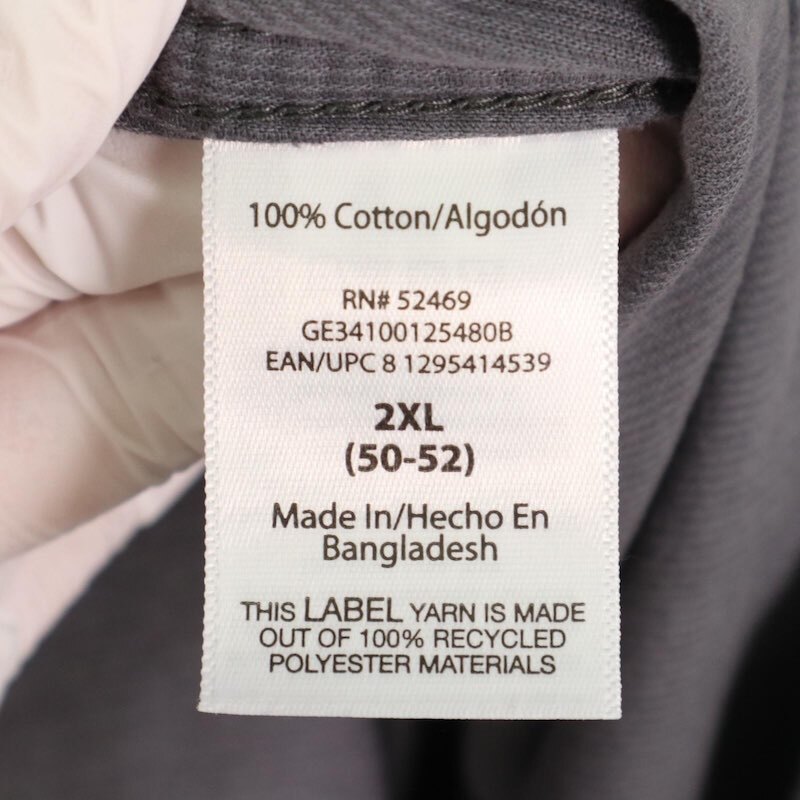 100% Cotton/Algodón
RN# 52469
GE34100125480B
EAN/UPC 8 1295414539
2XL
(50-52)
Made In/Hecho En
Bangladesh
THIS LABEL YARN IS MADE
OUT OF 100% RECYCLED
POLYESTER MATERIALS